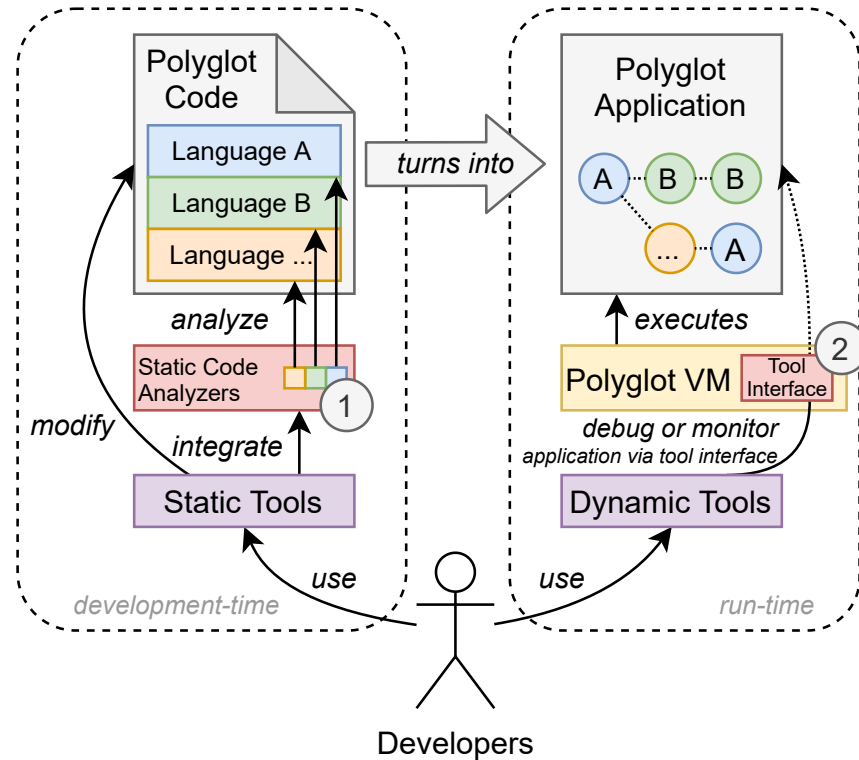 Polyglot
Code
Language A
Language B
Language ...
analyze
Static Code
Analyzers
1
modify
integrate
Static Tools
use
development-time
turns into
Polyglot
Application
A
B
B
...
A
executes
2
Polyglot VM
Tool
Interface
debug or monitor
application via tool interface
Dynamic Tools
use
run-time
Developers